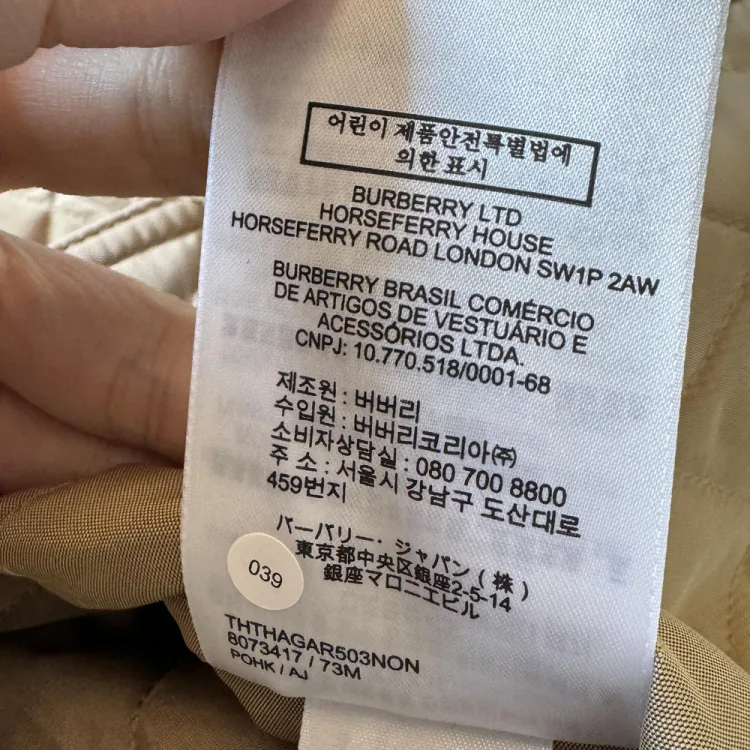 어린이 제품안전특별법에
의한 표시
BURBERRY LTD
HORSEFERRY HOUSE
HORSEFERRY ROAD LONDON SW1P 2AW
BURBERRY BRASIL COMÉRCIO
DE ARTIGOS DE VESTUÁRIO E
ACESSÓRIOS LTDA.
CNPJ: 10.770.518/0001-68
제조원 : 버버리
수입원 : 버버리코리아㈜
소비자상담실 : 080 700 8800
주 소 : 서울시 강남구 도산대로
459번지
バーバリー・ジャパン(株)
東京都中央区銀座2-5-14
銀座マロニエビル
039
THTHAGAR503NON
8073417 / 73M
POHK / AJ